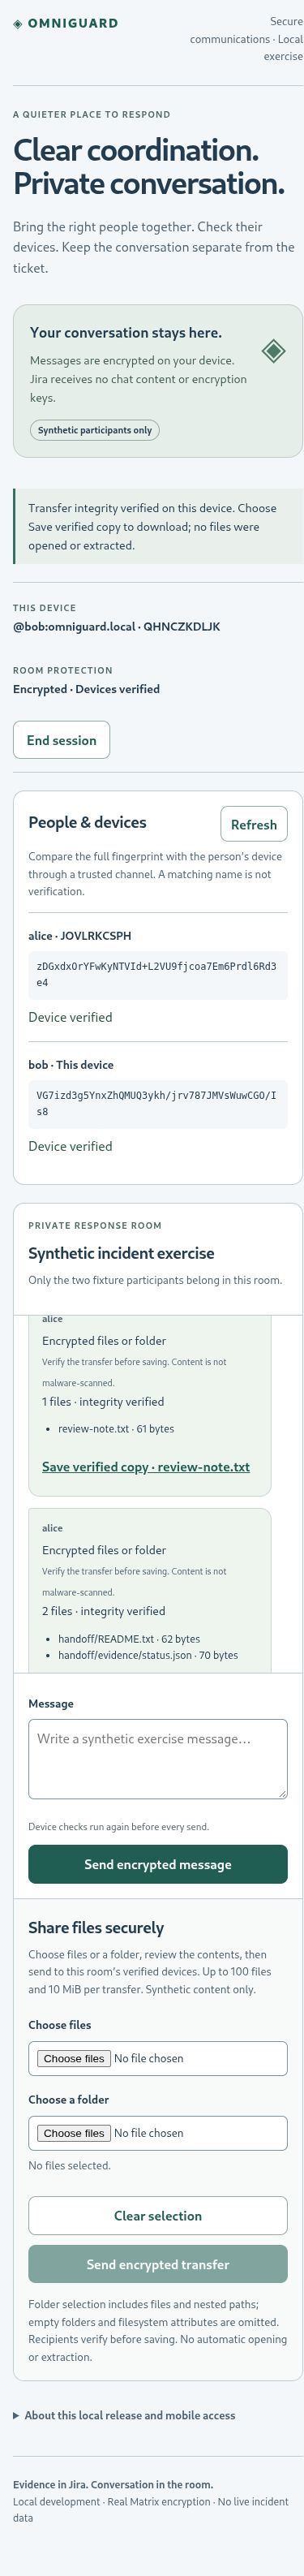 ◈ OMNIGUARD
Secure
communications · Local
exercise
A QUIETER PLACE TO RESPOND
Clear coordination.
Private conversation.
Bring the right people together. Check their
devices. Keep the conversation separate from the
ticket.
Your conversation stays here.
Messages are encrypted on your device.
Jira receives no chat content or encryption
keys.
Synthetic participants only
Transfer integrity verified on this device. Choose
Save verified copy to download; no files were
opened or extracted.
THIS DEVICE
@bob:omniguard.local · QHNCZKDLJK
ROOM PROTECTION
Encrypted · Devices verified
End session
People & devices
Refresh
Compare the full fingerprint with the person's device
through a trusted channel. A matching name is not
verification.
alice · JOVLRKCSPH
zDGxdxOrYFwKyNTVId+L2VU9fjcoa7Em6Prdl6Rd3
e4
Device verified
bob · This device
VG7izd3g5YnxZhQMUQ3ykh/jrv787JMVsWuwCGO/I
s8
Device verified
PRIVATE RESPONSE ROOM
Synthetic incident exercise
Only the two fixture participants belong in this room.
alice
Encrypted files or folder
Verify the transfer before saving. Content is not
malware-scanned.
1 files · integrity verified
• review-note.txt · 61 bytes
Save verified copy · review-note.txt
alice
Encrypted files or folder
Verify the transfer before saving. Content is not
malware-scanned.
2 files · integrity verified
• handoff/README.txt · 62 bytes
• handoff/evidence/status.json · 70 bytes
Message
Write a synthetic exercise message...
Device checks run again before every send.
Send encrypted message
Share files securely
Choose files or a folder, review the contents, then
send to this room's verified devices. Up to 100 files
and 10 MiB per transfer. Synthetic content only.
Choose files
Choose files No file chosen
Choose a folder
Choose files No file chosen
No files selected.
Clear selection
Send encrypted transfer
Folder selection includes files and nested paths;
empty folders and filesystem attributes are omitted.
Recipients verify before saving. No automatic opening
or extraction.
▶ About this local release and mobile access
Evidence in Jira. Conversation in the room.
Local development · Real Matrix encryption · No live incident
data